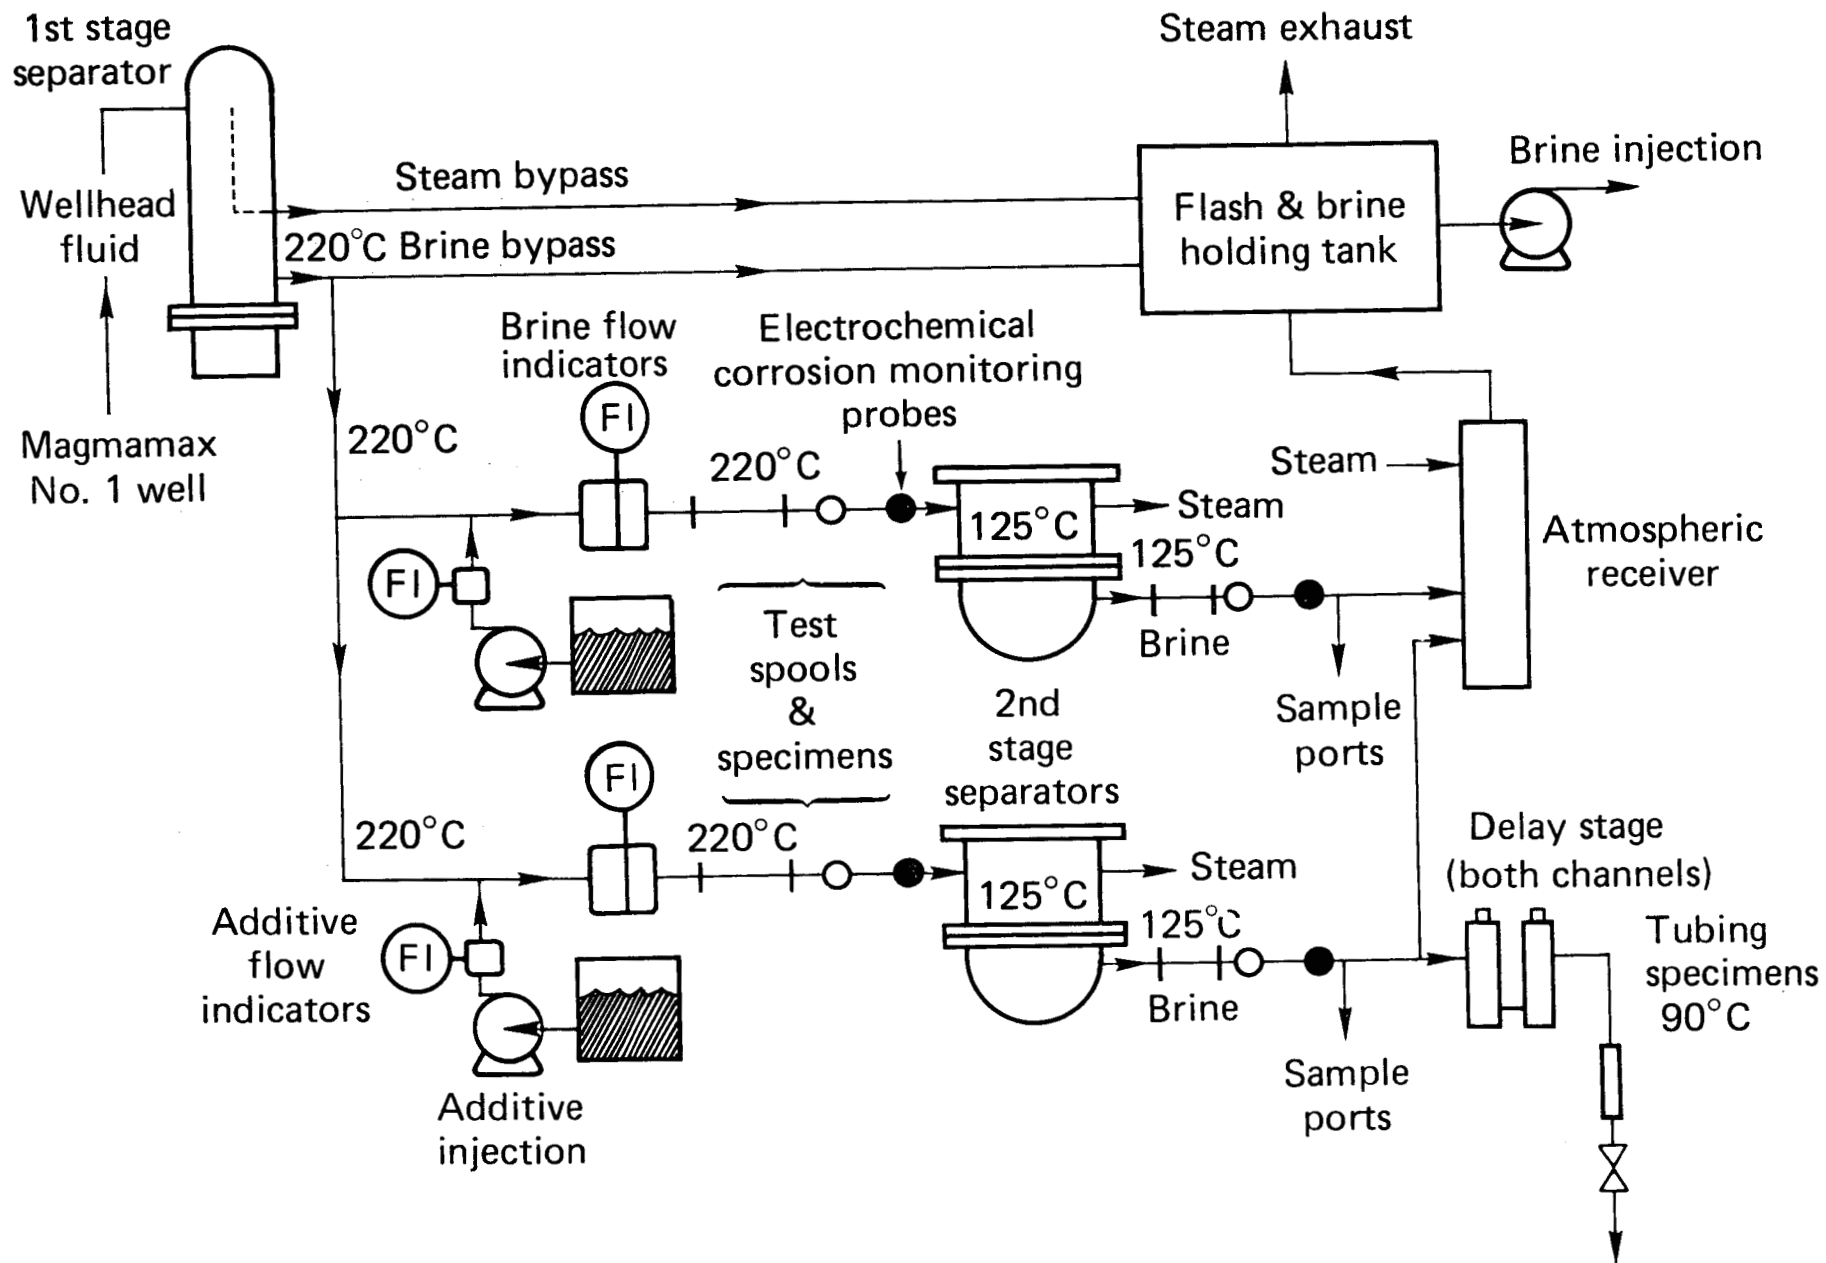 1st stage
separator
Steam exhaust
Wellhead
fluid
Magmamax
No. 1 well
Steam bypass
220°C Brine bypass
Flash & brine
holding tank
Brine injection
220°C
Brine flow
indicators
FI
220°C
Electrochemical
corrosion monitoring
probes
125°C
Steam
125°C
Brine
Steam
Atmospheric
receiver
FI
Test
spools
&
specimens
2nd
stage
separators
Sample
ports
220°C
FI
220°C
125°C
Steam
125°C
Brine
Delay stage
(both channels)
Tubing
specimens
90°C
Additive
flow
indicators
FI
Additive
injection
Sample
ports